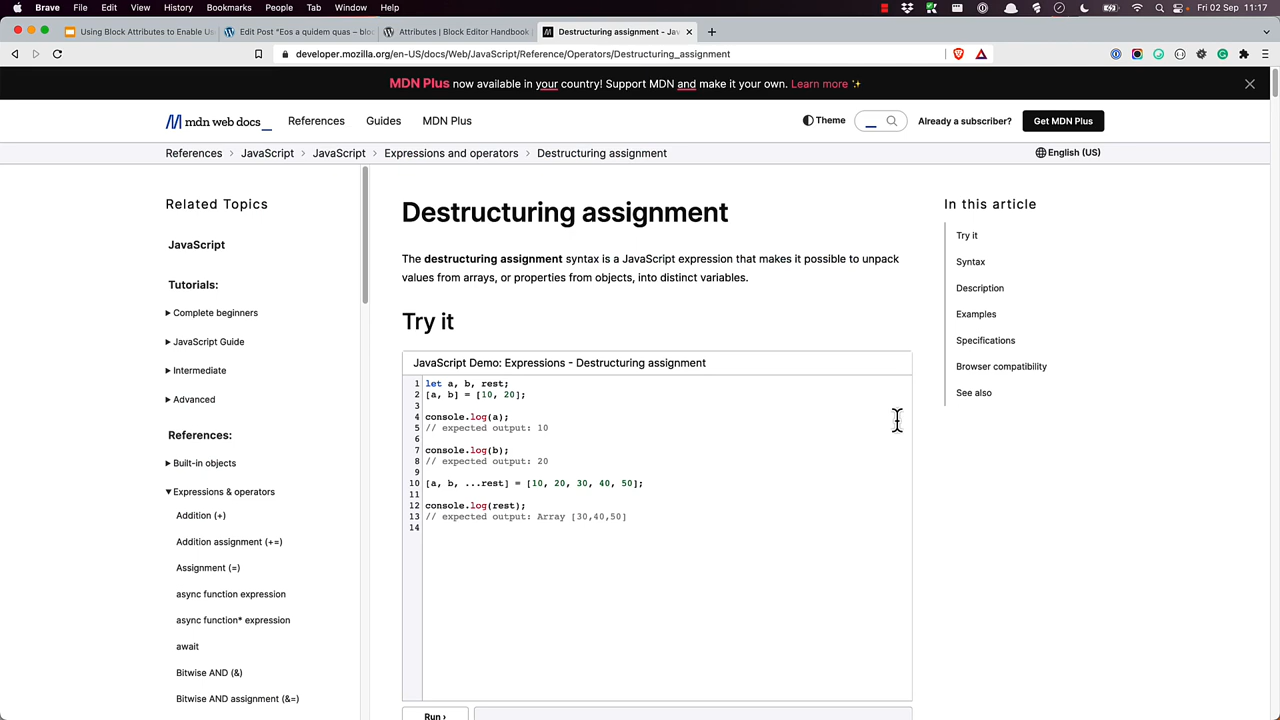 Brave File Edit View History Bookmarks People Tab Window Help Fri 02 Sep 11:17
Using Block Attributes to Enable Us
Edit Post "Eos a quidem quas – bloc
Attributes | Block Editor Handbook
Destructuring assignment - Jav
developer.mozilla.org/en-US/docs/Web/JavaScript/Reference/Operators/Destructuring_assignment
MDN Plus now available in your country! Support MDN and make it your own. Learn more ✨
mdn web docs_ References Guides MDN Plus Theme Already a subscriber? Get MDN Plus
References > JavaScript > JavaScript > Expressions and operators > Destructuring assignment English (US)
Related Topics
JavaScript
Tutorials:
Complete beginners
JavaScript Guide
Intermediate
Advanced
References:
Built-in objects
Expressions & operators
Addition (+)
Addition assignment (+=)
Assignment (=)
async function expression
async function* expression
await
Bitwise AND (&)
Bitwise AND assignment (&=)
Destructuring assignment
The destructuring assignment syntax is a JavaScript expression that makes it possible to unpack
values from arrays, or properties from objects, into distinct variables.
Try it
JavaScript Demo: Expressions - Destructuring assignment
1 let a, b, rest;
2 [a, b] = [10, 20];
3
4 console.log(a);
5 // expected output: 10
6
7 console.log(b);
8 // expected output: 20
9
10 [a, b, ...rest] = [10, 20, 30, 40, 50];
11
12 console.log(rest);
13 // expected output: Array [30,40,50]
14
Run ›
In this article
Try it
Syntax
Description
Examples
Specifications
Browser compatibility
See also